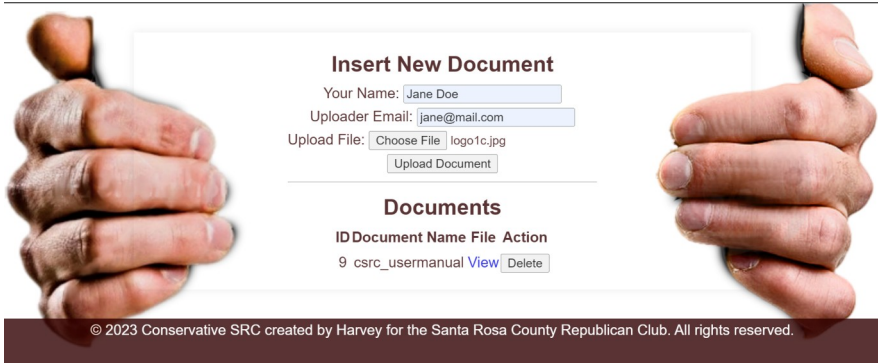 Insert New Document
Your Name: Jane Doe
Uploader Email: jane@mail.com
Upload File: Choose File logo1c.jpg
Upload Document
Documents
ID Document Name File Action
9 csrc_usermanual View Delete
© 2023 Conservative SRC created by Harvey for the Santa Rosa County Republican Club. All rights reserved.